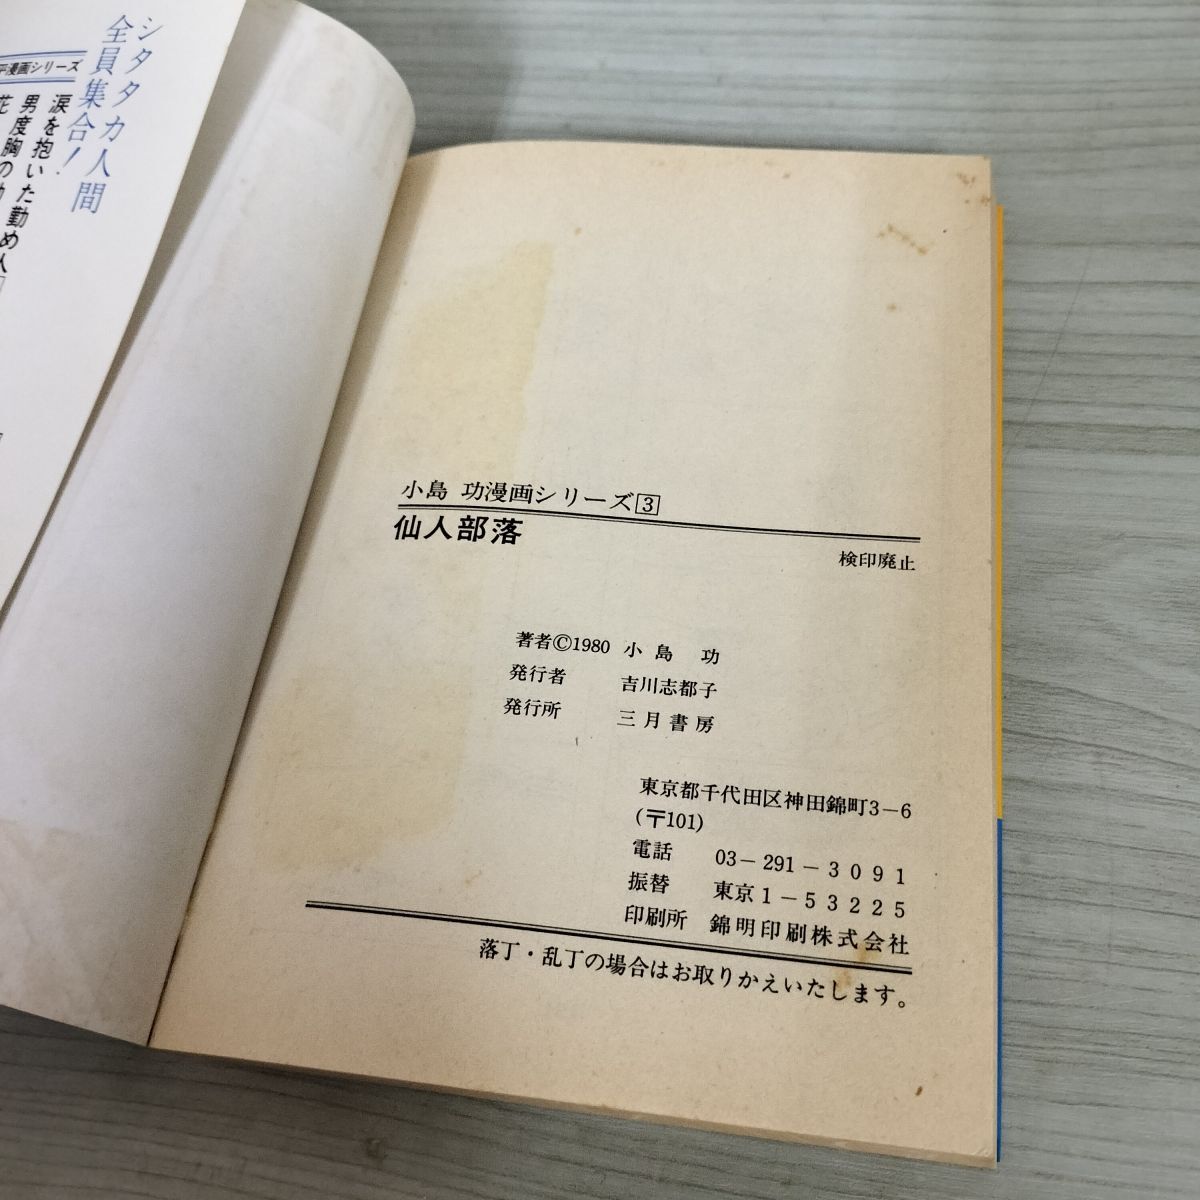 シタタカ人間
全員集合！
漫画シリーズ
涙を抱いた勤め人
男度胸の
花
小島 功漫画シリーズ3
仙人部落
検印廃止
著者©1980 小島 功
発行者 吉川志都子
発行所 三月書房
東京都千代田区神田錦町3－6
(〒101)
電話 03－291－3091
振替 東京1－53225
印刷所 錦明印刷株式会社
落丁・乱丁の場合はお取りかえいたします。